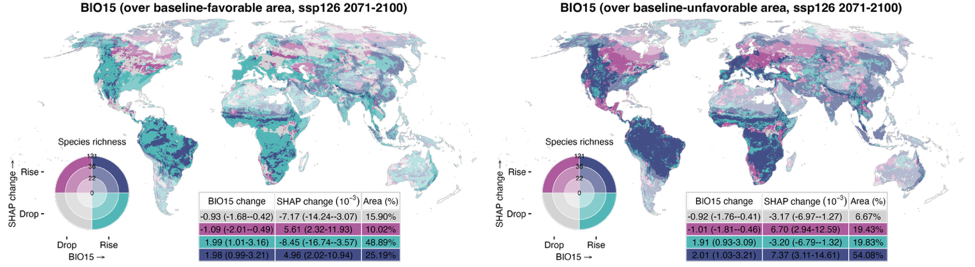 BIO15 (over baseline-favorable area, ssp126 2071-2100)
Species richness
SHAP change →
Rise
Drop
22
0
Drop
Rise
BIO15 →
BIO15 change SHAP change (10⁻³) Area (%)
-0.93 (-1.68--0.42) -7.17 (-14.24--3.07) 15.90%
-1.09 (-2.01--0.49) 5.61 (2.32-11.93) 10.02%
1.99 (1.01-3.16) -8.45 (-16.74--3.57) 48.89%
1.98 (0.99-3.21) 4.96 (2.02-10.94) 25.19%
BIO15 (over baseline-unfavorable area, ssp126 2071-2100)
Species richness
SHAP change →
Rise
Drop
22
0
Drop
Rise
BIO15 →
BIO15 change SHAP change (10⁻³) Area (%)
-0.92 (-1.76--0.41) -3.17 (-6.97--1.27) 6.67%
-1.01 (-1.81--0.46) 6.70 (2.94-12.59) 19.43%
1.91 (0.93-3.09) -3.20 (-6.79--1.32) 19.83%
2.01 (1.03-3.21) 7.37 (3.11-14.61) 54.08%